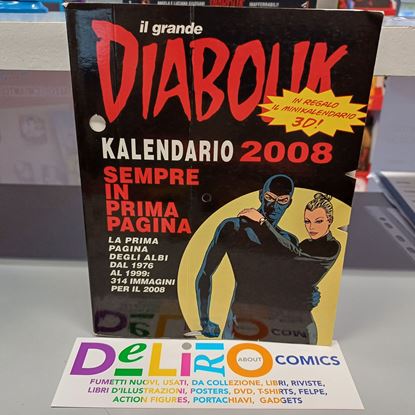 il grande
DIABOLIK
IN REGALO
IL MINIKALENDARIO
3D!
KALENDARIO 2008
SEMPRE
IN
PRIMA
PAGINA
LA PRIMA
PAGINA
DEGLI ALBI
DAL 1976
AL 1999:
314 IMMAGINI
PER IL 2008
DeLiRiO ABOUT COMICS
FUMETTI NUOVI, USATI, DA COLLEZIONE, LIBRI, RIVISTE,
LIBRI D'ILLUSTRAZIONI, POSTERS, DVD, T-SHIRTS, FELPE,
ACTION FIGURES, PORTACHIAVI, GADGETS